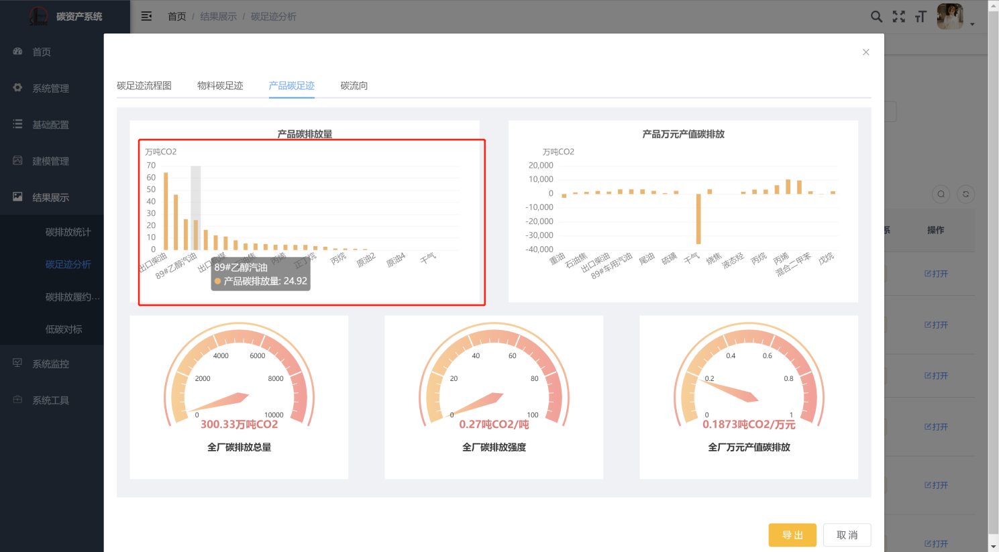 碳资产系统
首页 / 结果展示 / 碳足迹分析
首页
系统管理
基础配置
建模管理
结果展示
碳排放统计
碳足迹分析
碳排放履约...
低碳对标
系统监控
系统工具
碳足迹流程图
物料碳足迹
产品碳足迹
碳流向
产品碳排放量
万吨CO2
70
60
50
40
30
20
10
0
出口柴油
89#乙醇汽油
正丁烷
丙烷
原油2
原油4
干气
89#乙醇汽油
产品碳排放量: 24.92
产品万元产值碳排放
万吨CO2
20,000
10,000
0
-10,000
-20,000
-30,000
-40,000
重油
石油焦
出口柴油
89#车用汽油
尾油
硫磺
干气
烧焦
液态烃
丙烷
丙烯
混合二甲苯
戊烷
0
2000
4000
6000
8000
10000
300.33万吨CO2
全厂碳排放总量
0
20
40
60
80
100
0.27吨CO2/吨
全厂碳排放强度
0
0.2
0.4
0.6
0.8
1
0.1873吨CO2/万元
全厂万元产值碳排放
系
操作
打开
打开
打开
打开
打开
打开
导出
取消